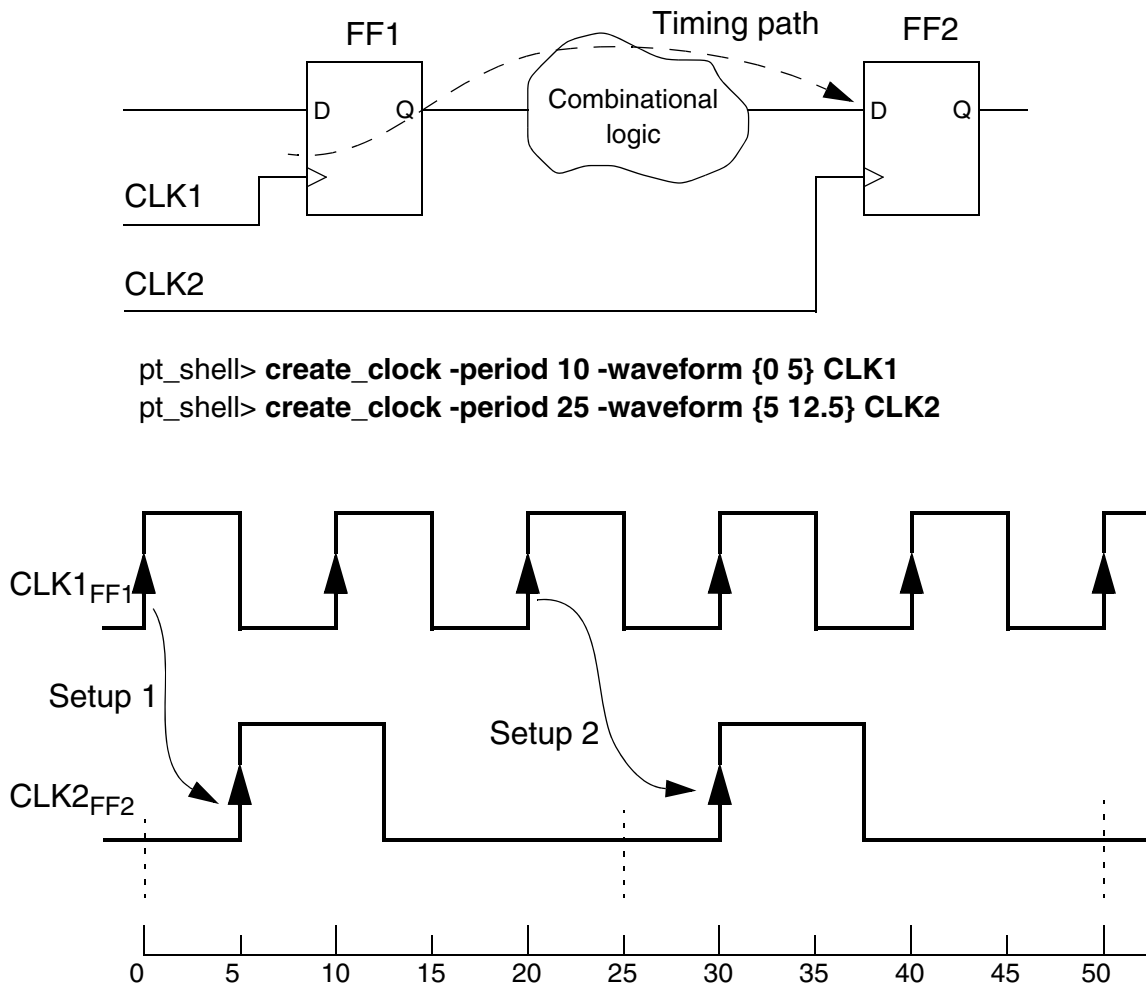 FF1
Timing path
FF2
D
Q
Combinational
logic
D
Q
CLK1
CLK2
pt_shell> create_clock -period 10 -waveform {0 5} CLK1
pt_shell> create_clock -period 25 -waveform {5 12.5} CLK2
CLK1FF1
Setup 1
Setup 2
CLK2FF2
0 5 10 15 20 25 30 35 40 45 50